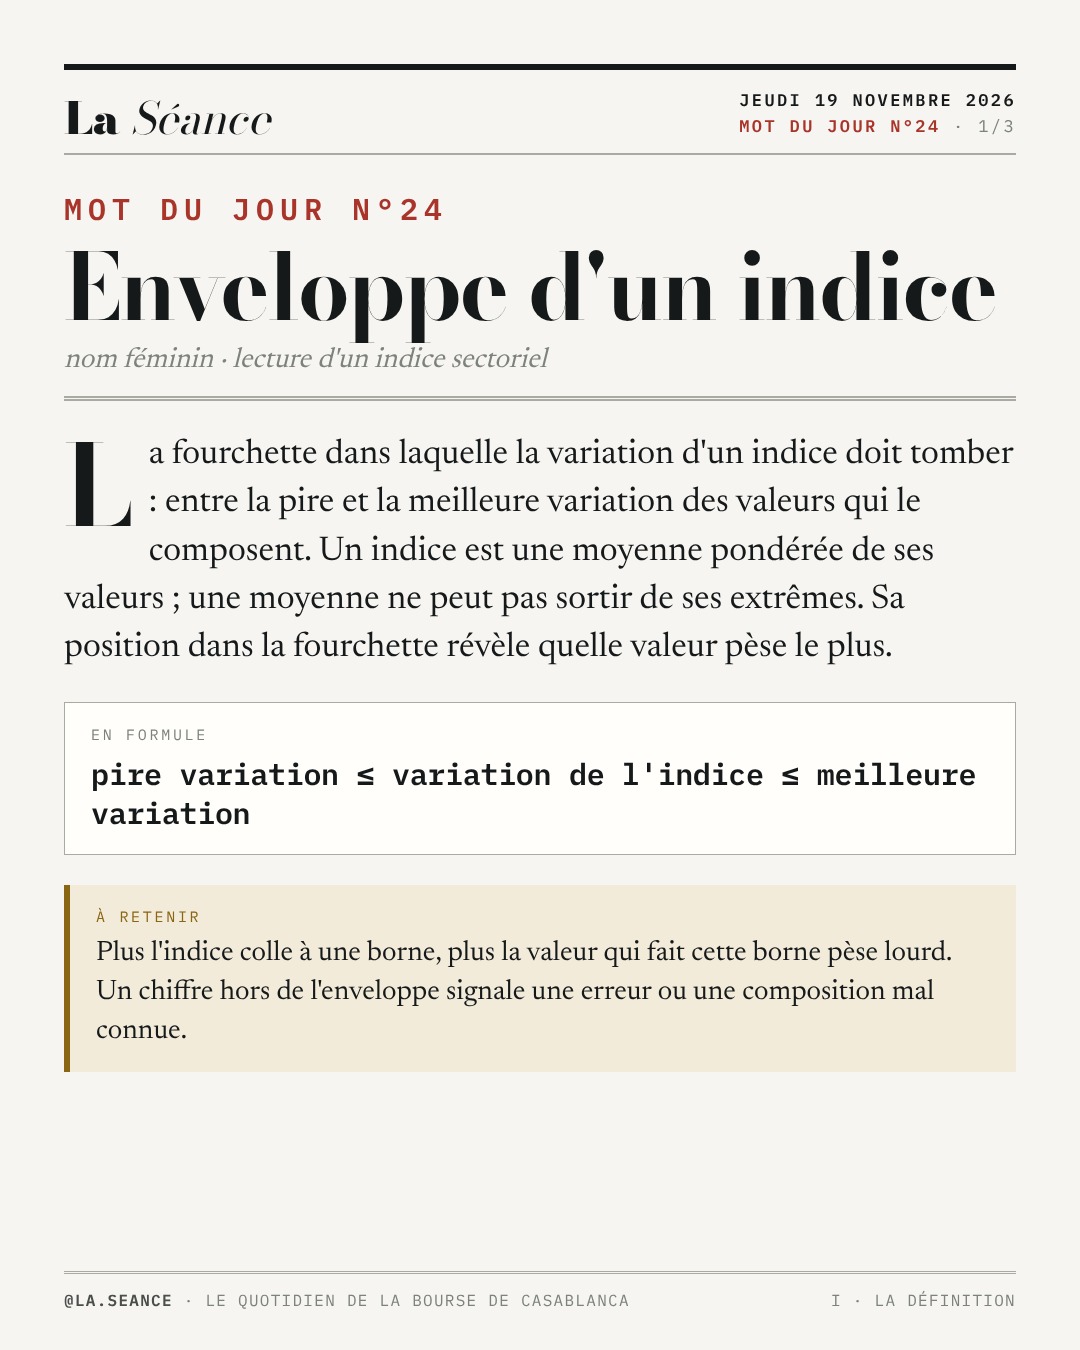 La Séance
JEUDI 19 NOVEMBRE 2026
MOT DU JOUR N°24 · 1/3
MOT DU JOUR N°24
Enveloppe d'un indice
nom féminin · lecture d'un indice sectoriel
La fourchette dans laquelle la variation d'un indice doit tomber
: entre la pire et la meilleure variation des valeurs qui le
composent. Un indice est une moyenne pondérée de ses
valeurs ; une moyenne ne peut pas sortir de ses extrêmes. Sa
position dans la fourchette révèle quelle valeur pèse le plus.
EN FORMULE
pire variation ≤ variation de l'indice ≤ meilleure
variation
À RETENIR
Plus l'indice colle à une borne, plus la valeur qui fait cette borne pèse lourd.
Un chiffre hors de l'enveloppe signale une erreur ou une composition mal
connue.
@LA.SEANCE · LE QUOTIDIEN DE LA BOURSE DE CASABLANCA
I · LA DÉFINITION